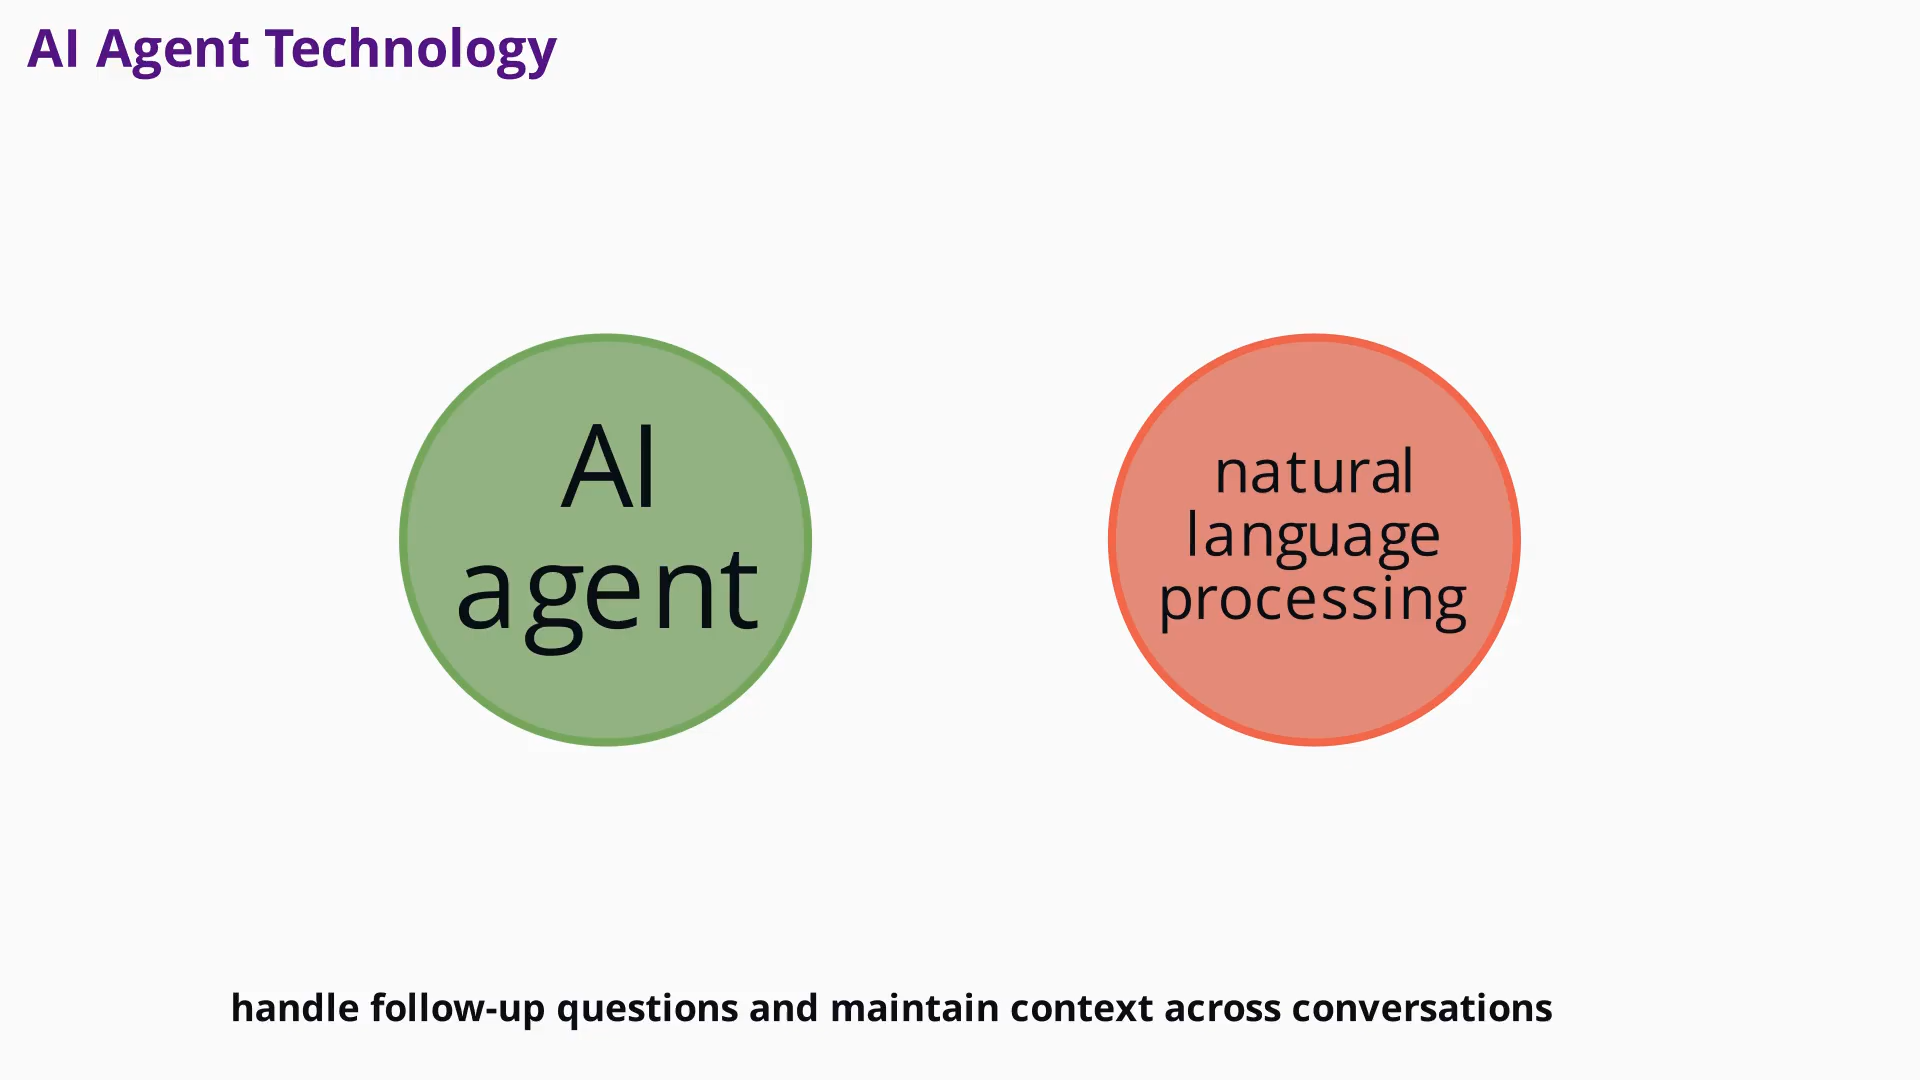 AI Agent Technology
AI
agent
natural
language
processing
handle follow-up questions and maintain context across conversations